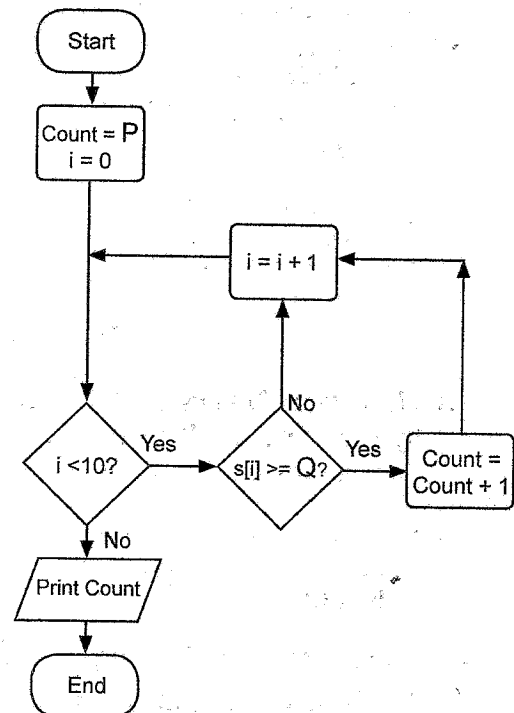 Start
Count = P
i = 0
i = i + 1
No
Yes
Yes
i <10?
s[i] >= Q?
Count =
Count + 1
No
Print Count
End